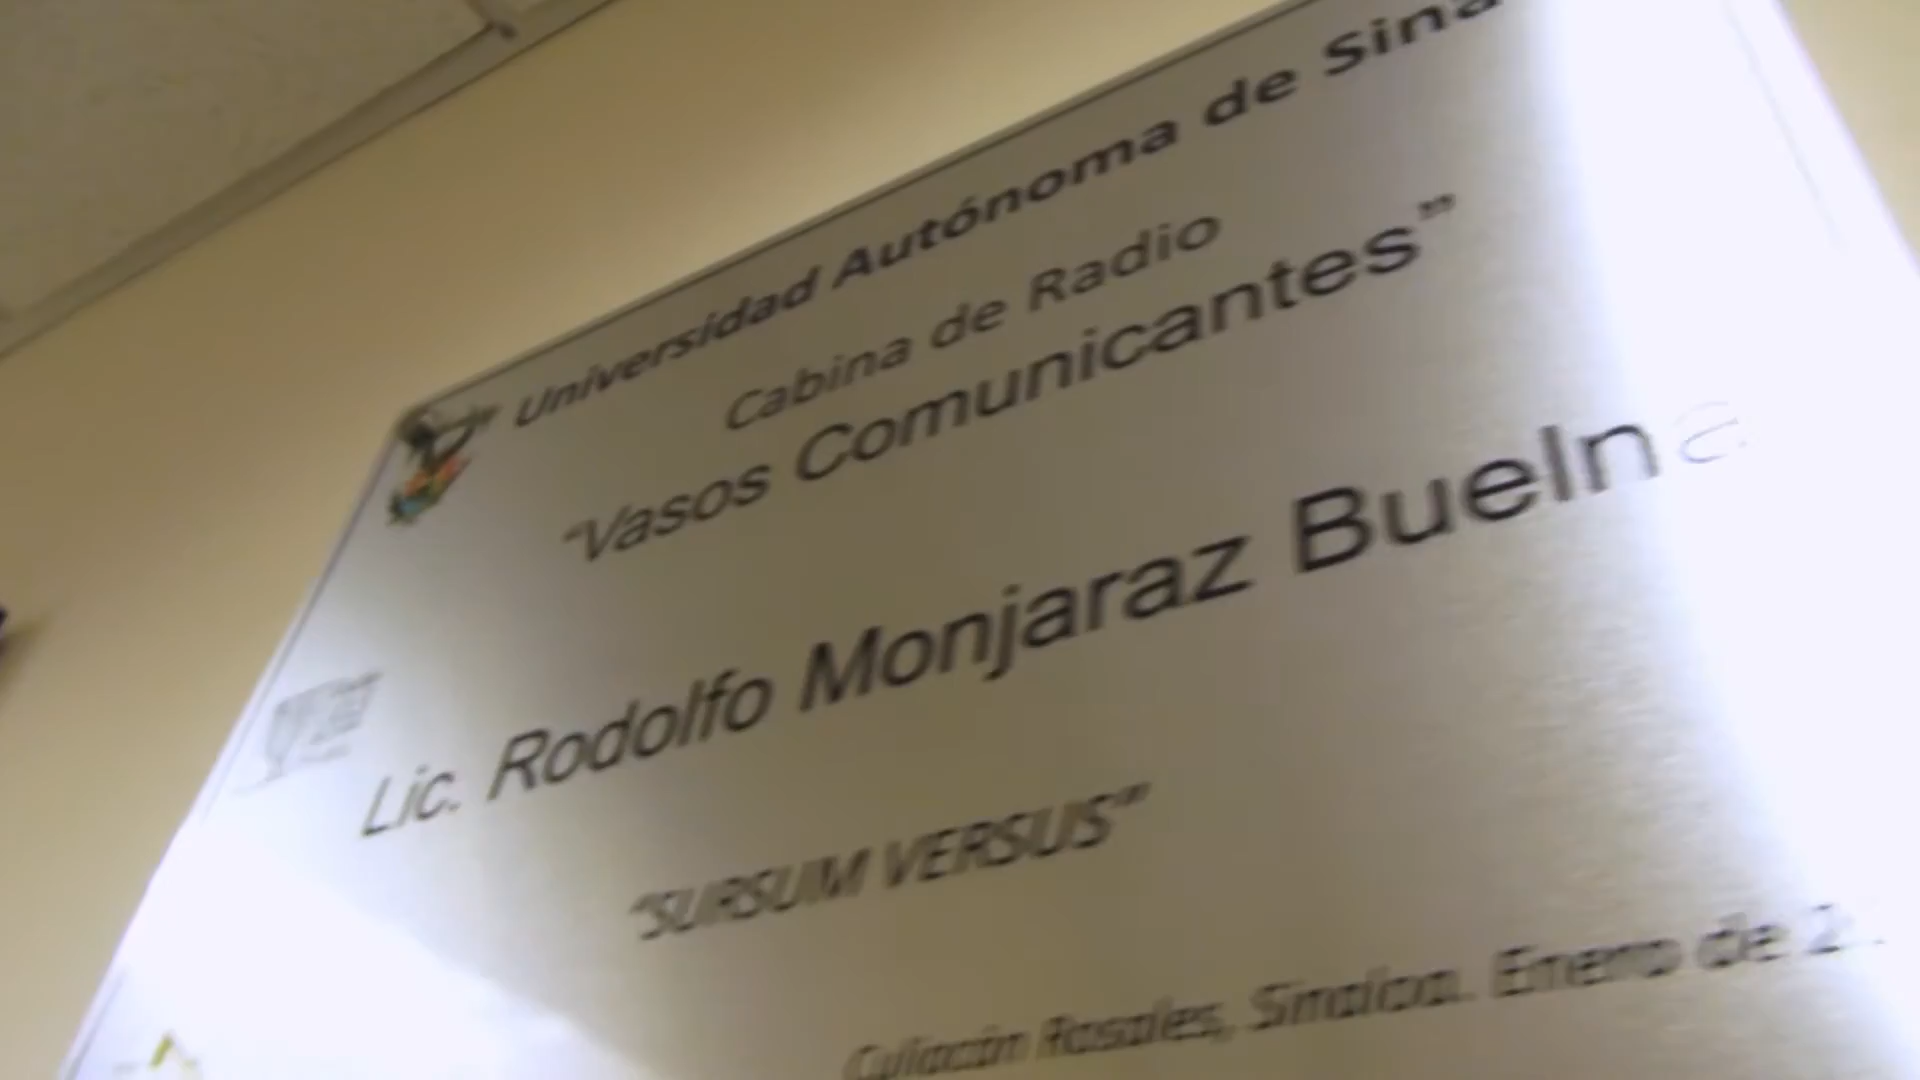 Universidad Autónoma de Sina
Cabina de Radio
"Vasos Comunicantes"
Lic. Rodolfo Monjaraz Buelna
"SURSUM VERSUS"
Culiacán Rosales, Sinaloa. Enero de 2